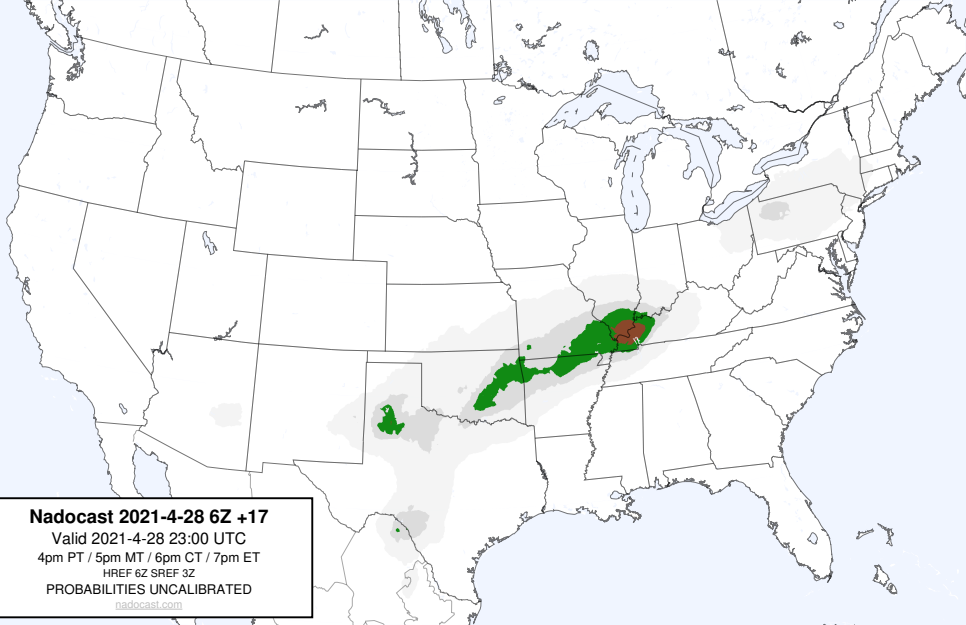 Nadocast 2021-4-28 6Z +17
Valid 2021-4-28 23:00 UTC
4pm PT / 5pm MT / 6pm CT / 7pm ET
HREF 6Z SREF 3Z
PROBABILITIES UNCALIBRATED
nadocast.com